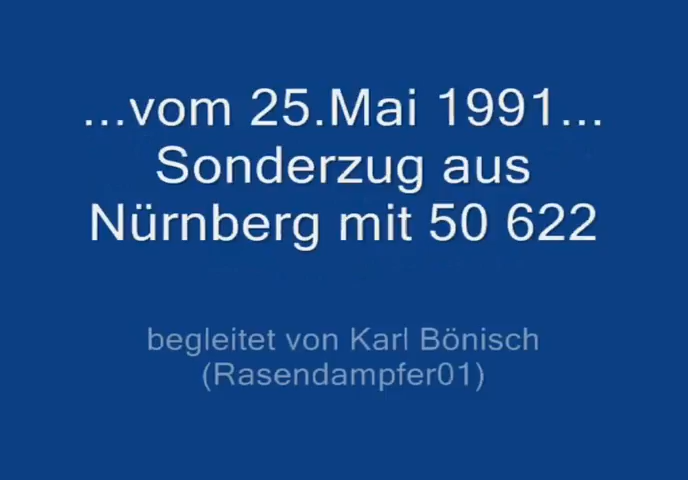 ...vom 25.Mai 1991...
Sonderzug aus
Nürnberg mit 50 622
begleitet von Karl Bönisch
(Rasendampfer01)